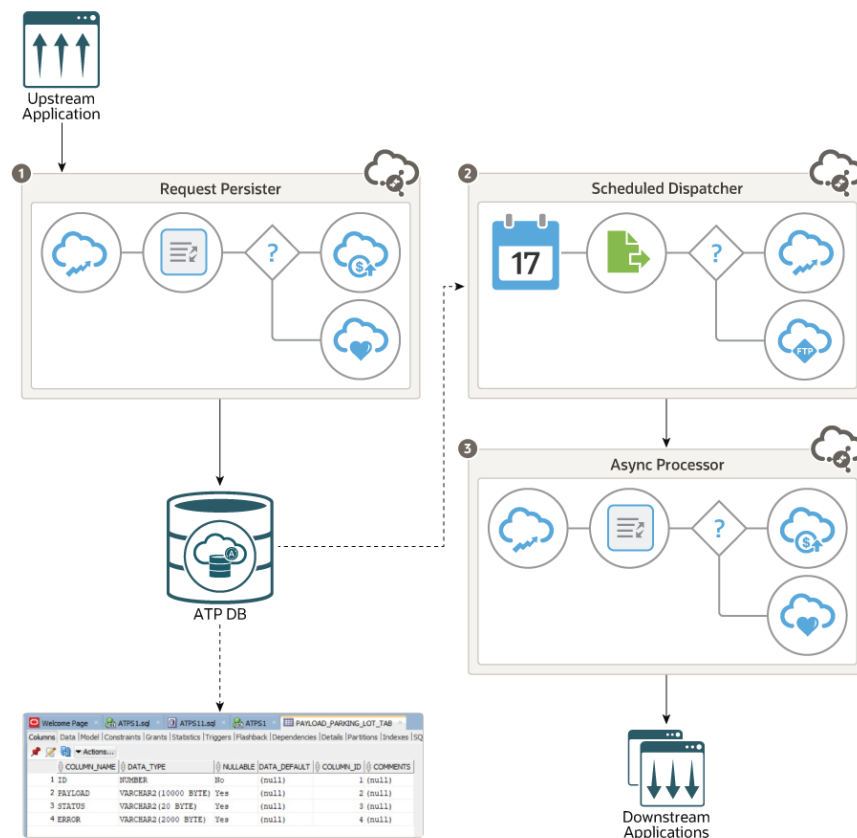 Upstream
Application
1
Request Persister
?
$
2
Scheduled Dispatcher
17
?
FTP
3
Async Processor
?
$
A
ATP DB
Welcome Page
ATPS1.sql
ATPS11.sql
ATPS1
PAYLOAD_PARKING_LOT_TAB
Columns Data Model Constraints Grants Statistics Triggers Flashback Dependencies Details Partitions Indexes SQ
Actions...
COLUMN_NAME DATA_TYPE NULLABLE DATA_DEFAULT COLUMN_ID COMMENTS
1 ID NUMBER No (null) 1 (null)
2 PAYLOAD VARCHAR2(10000 BYTE) Yes (null) 2 (null)
3 STATUS VARCHAR2(20 BYTE) Yes (null) 3 (null)
4 ERROR VARCHAR2(2000 BYTE) Yes (null) 4 (null)
Downstream
Applications